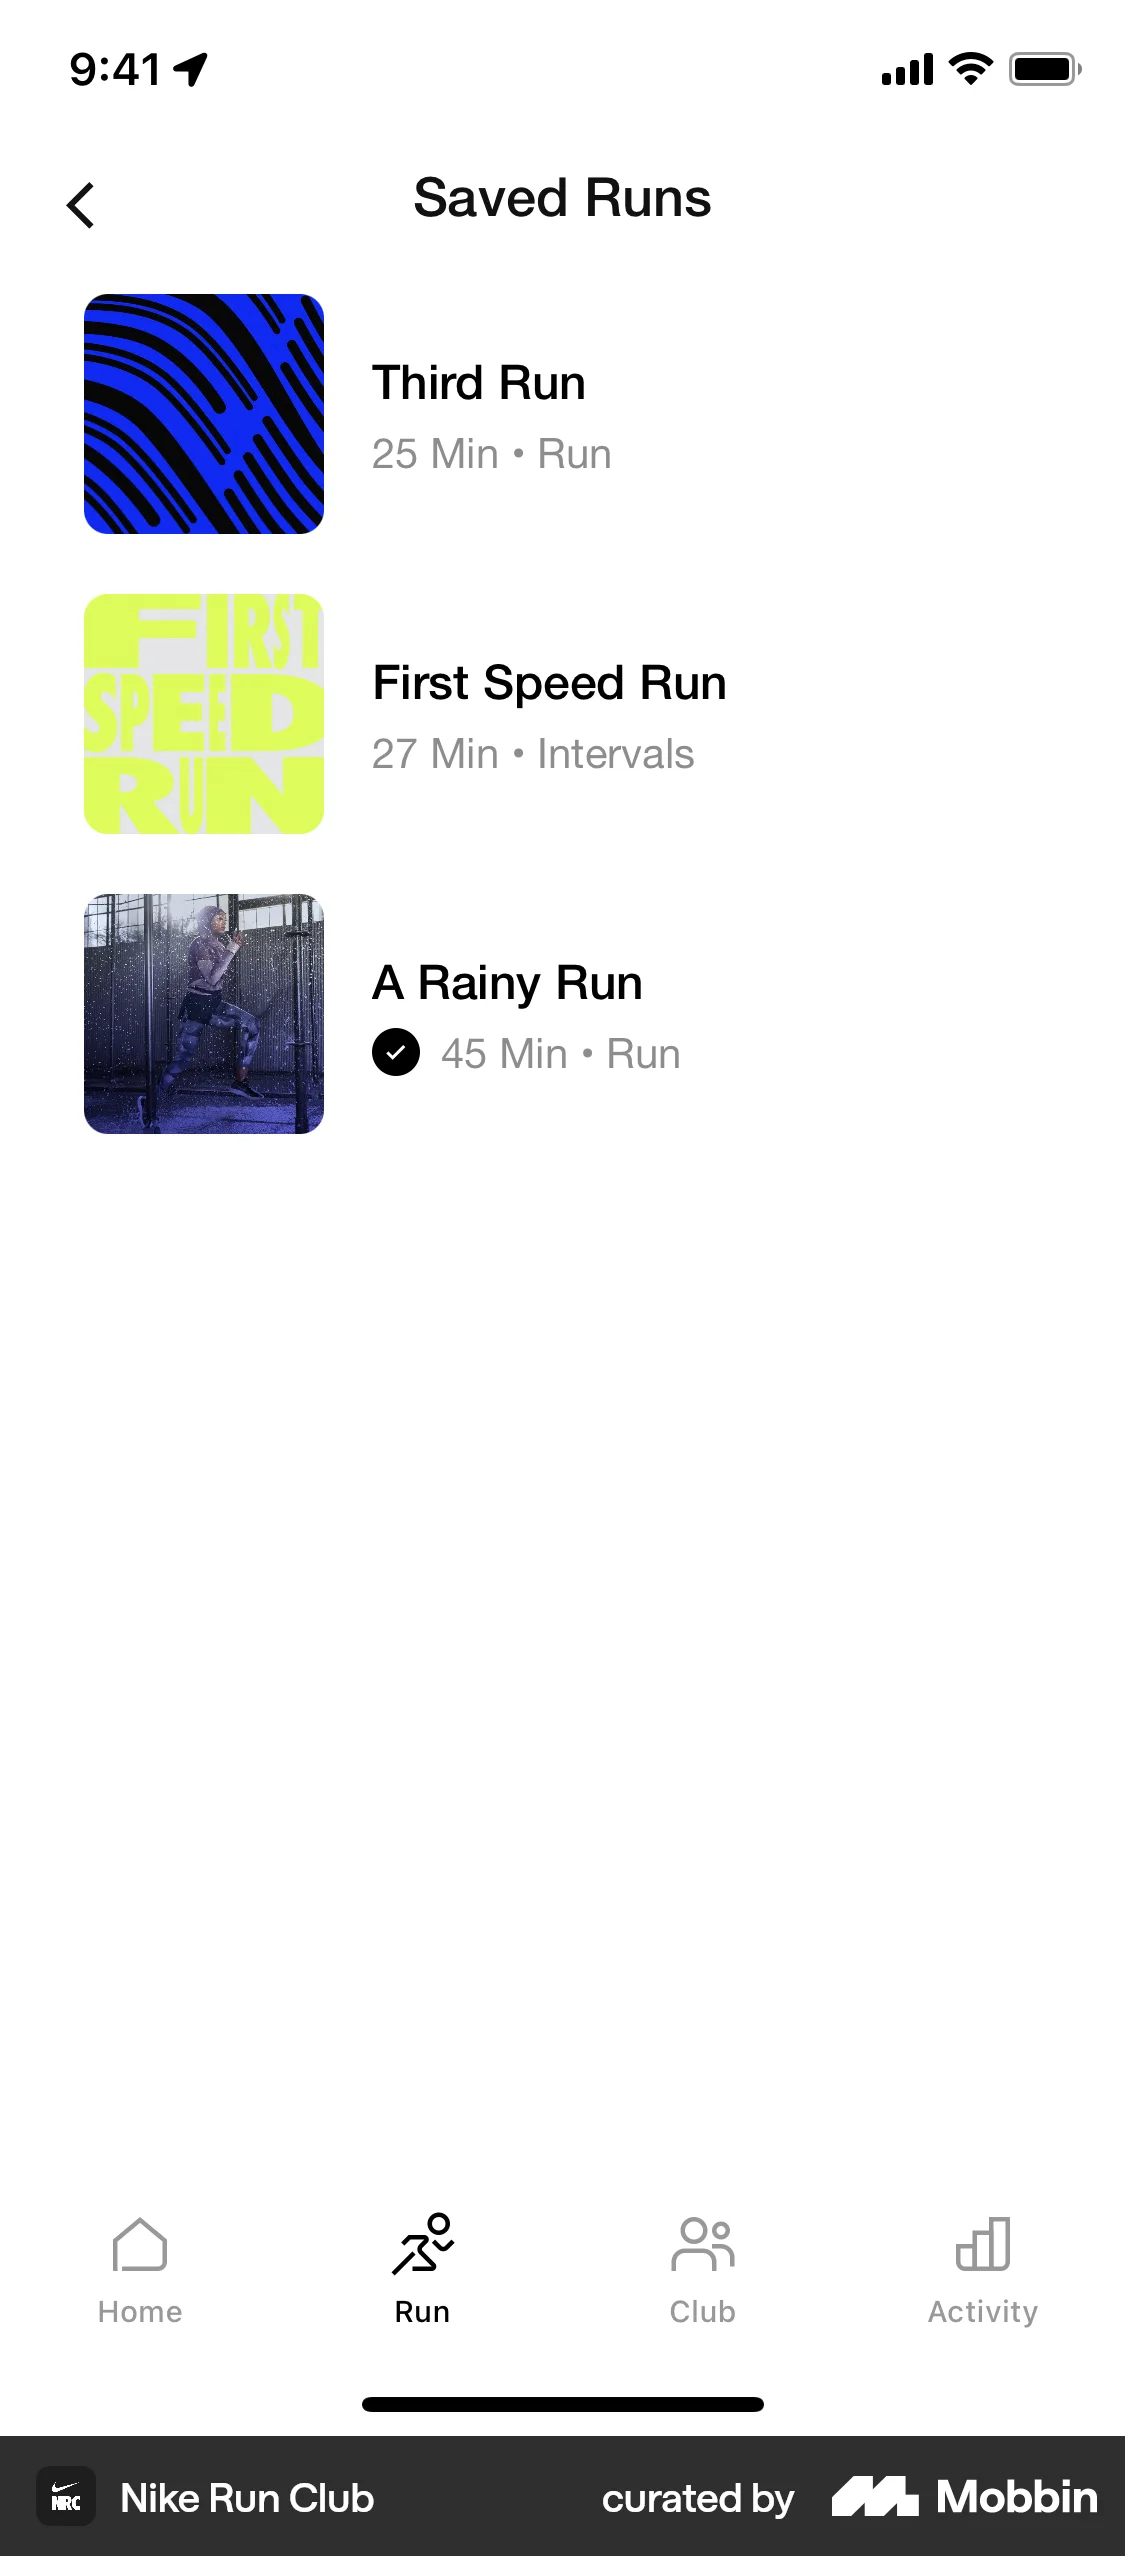 9:41
Saved Runs
Third Run
25 Min • Run
FIRST
SPEED
RUN
First Speed Run
27 Min • Intervals
A Rainy Run
45 Min • Run
Home
Run
Club
Activity
NRC
Nike Run Club
curated by
Mobbin